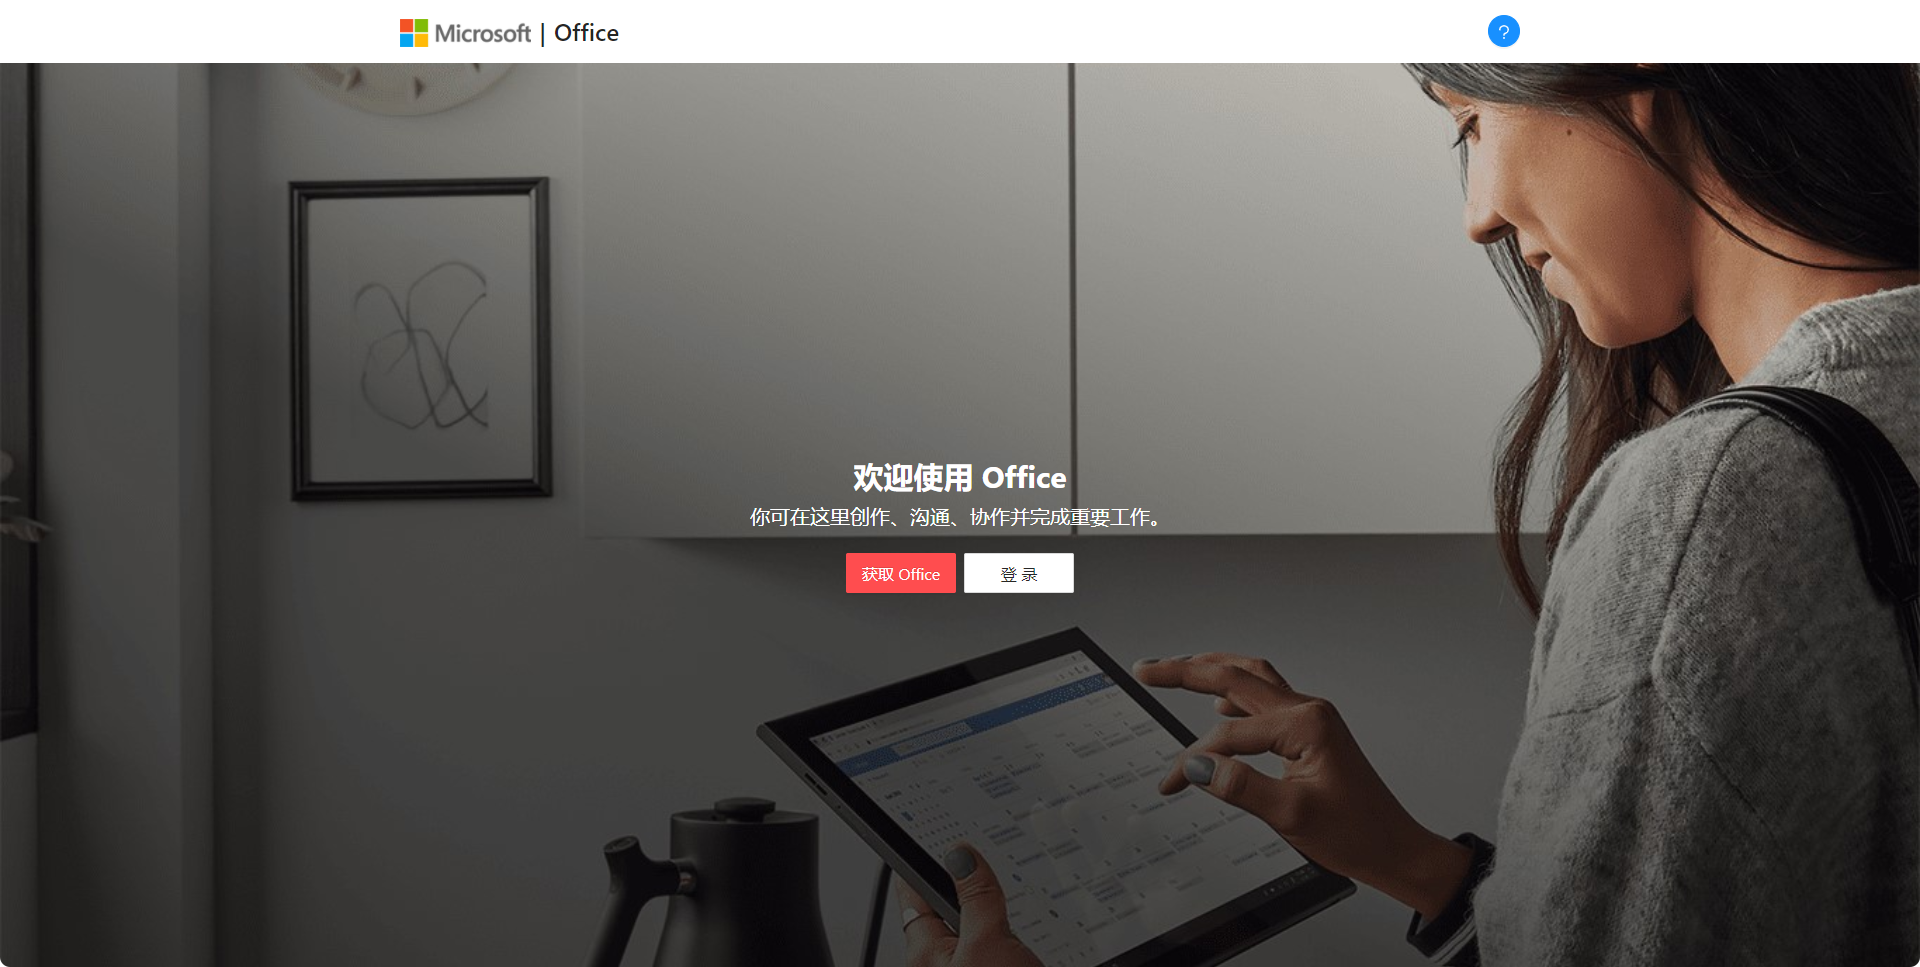 Microsoft | Office
?
欢迎使用 Office
你可在这里创作、沟通、协作并完成重要工作。
获取 Office
登 录